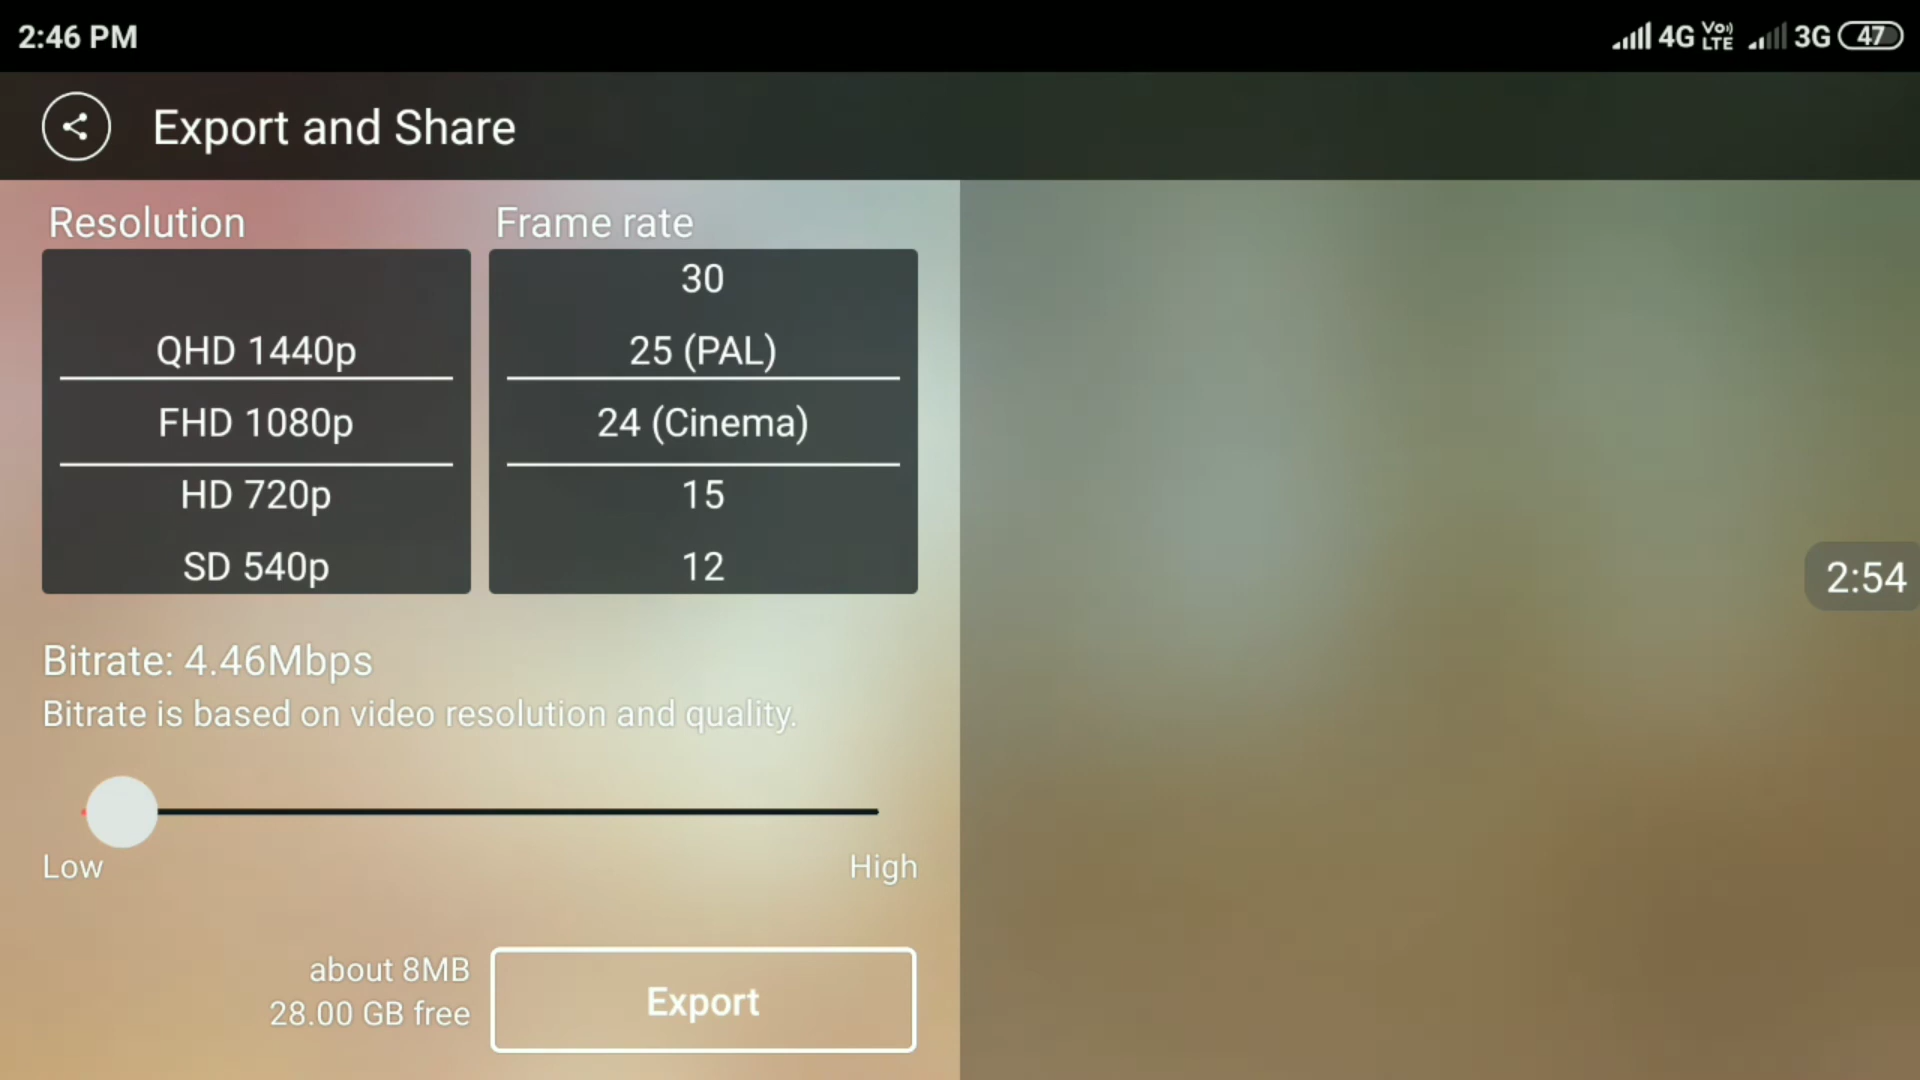 2:46 PM
4G Vo)) LTE 3G 47
Export and Share
Resolution
Frame rate
QHD 1440p
FHD 1080p
HD 720p
SD 540p
30
25 (PAL)
24 (Cinema)
15
12
2:54
Bitrate: 4.46Mbps
Bitrate is based on video resolution and quality.
Low
High
about 8MB
28.00 GB free
Export